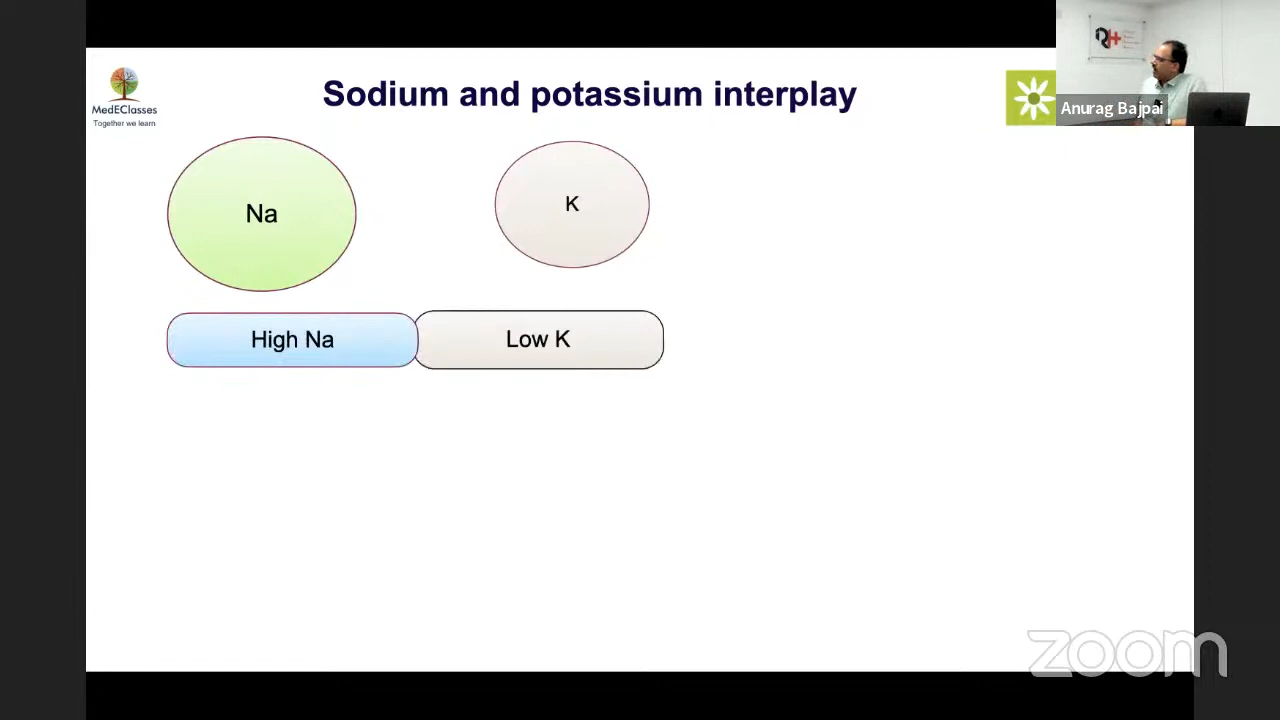 Sodium and potassium interplay
MedEClasses
Together we learn
Anurag Bajpai
Na
K
High Na
Low K
zoom